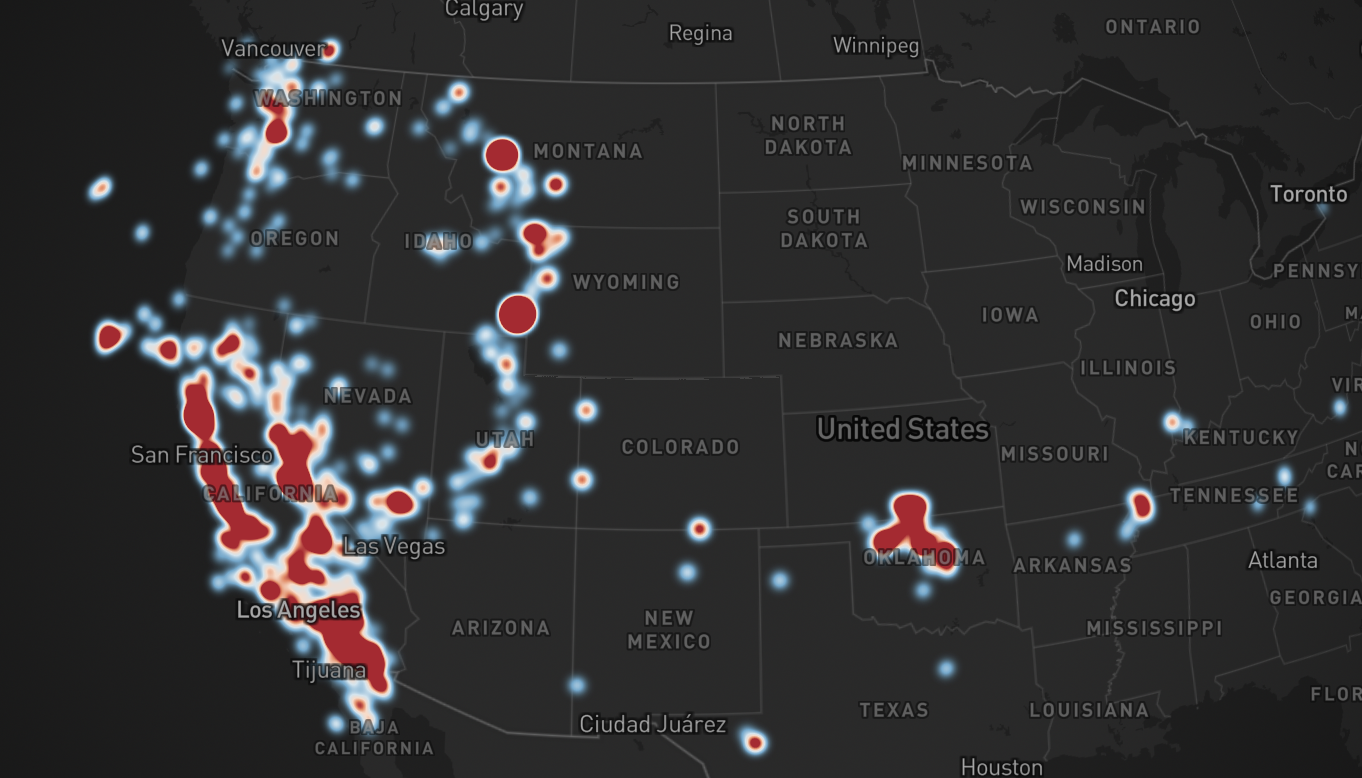 Calgary
ONTARIO
Regina
Winnipeg
Vancouver
WASHINGTON
NORTH
DAKOTA
MONTANA
MINNESOTA
Toronto
WISCONSIN
SOUTH
DAKOTA
OREGON
IDAHO
Madison
PENNSY
WYOMING
Chicago
IOWA
OHIO
M
NEBRASKA
ILLINOIS
VIR
NEVADA
United States
KENTUCKY
UTAH
COLORADO
MISSOURI
N
CAR
San Francisco
CALIFORNIA
TENNESSEE
Las Vegas
OKLAHOMA
ARKANSAS
Atlanta
Los Angeles
GEORGIA
NEW
MEXICO
ARIZONA
MISSISSIPPI
Tijuana
FLOR
TEXAS
LOUISIANA
Ciudad Juárez
BAJA
CALIFORNIA
Houston